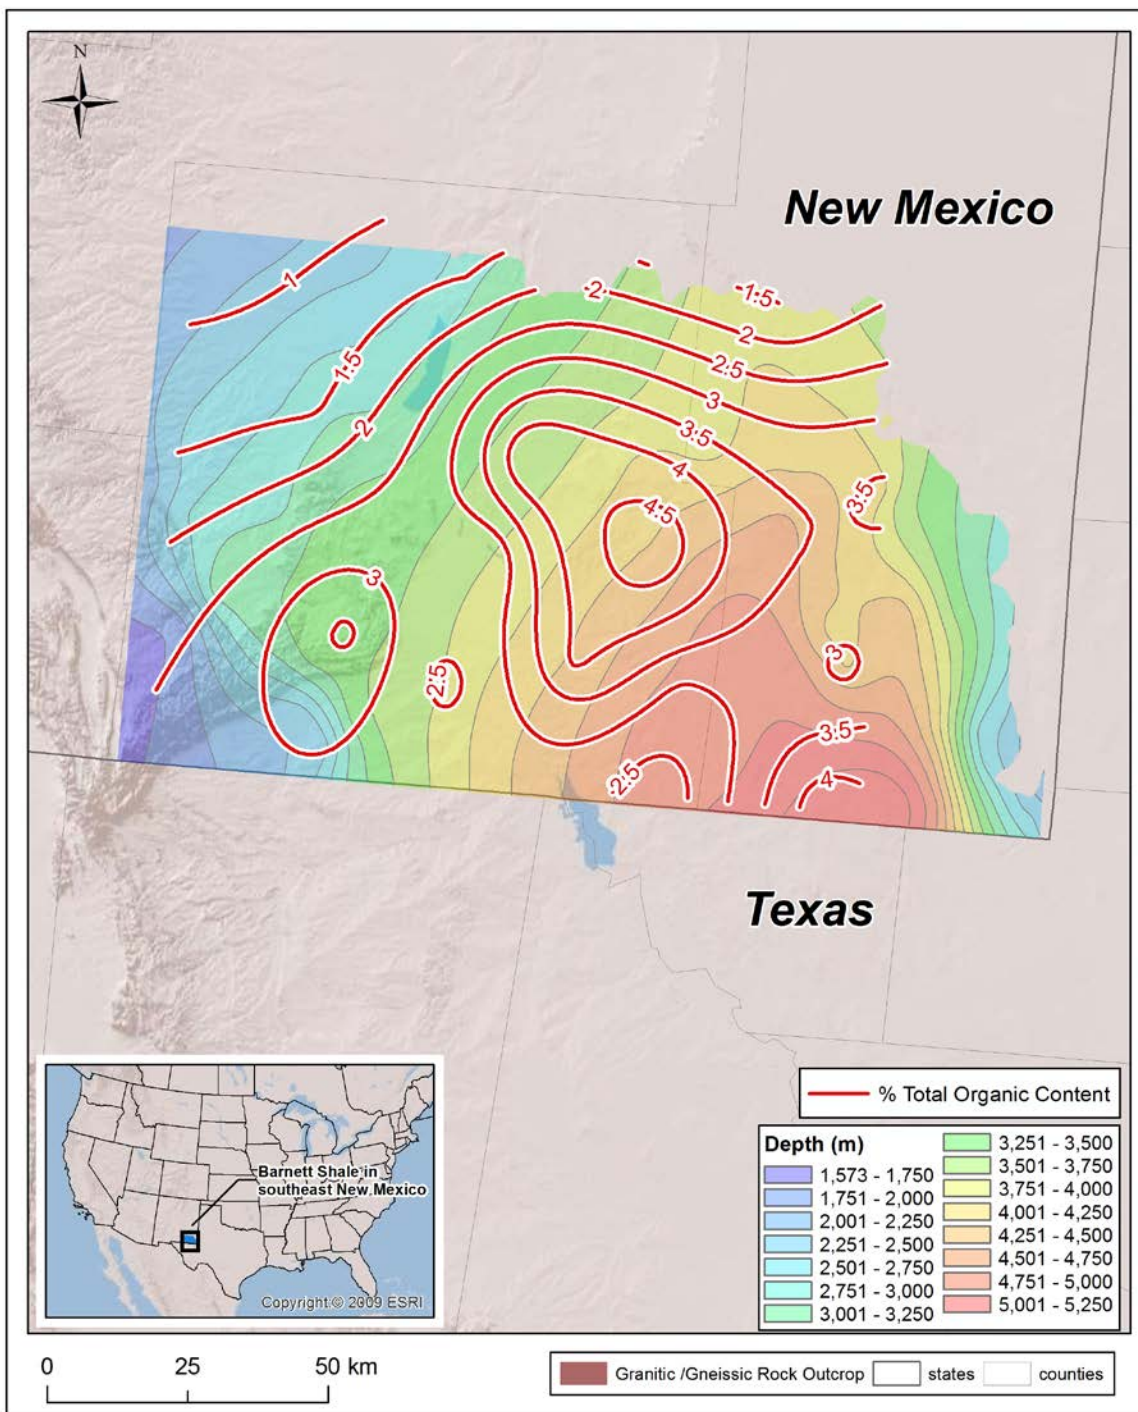 N
New Mexico
1
1.5
2
2
1.5
2
2.5
3
3.5
4
4.5
3.5
3
2.5
3
3.5
2.5
4
Texas
% Total Organic Content
Barnett Shale in
southeast New Mexico
Copyright:© 2009 ESRI
Depth (m)
1,573 - 1,750
1,751 - 2,000
2,001 - 2,250
2,251 - 2,500
2,501 - 2,750
2,751 - 3,000
3,001 - 3,250
3,251 - 3,500
3,501 - 3,750
3,751 - 4,000
4,001 - 4,250
4,251 - 4,500
4,501 - 4,750
4,751 - 5,000
5,001 - 5,250
0 25 50 km
Granitic /Gneissic Rock Outcrop states counties